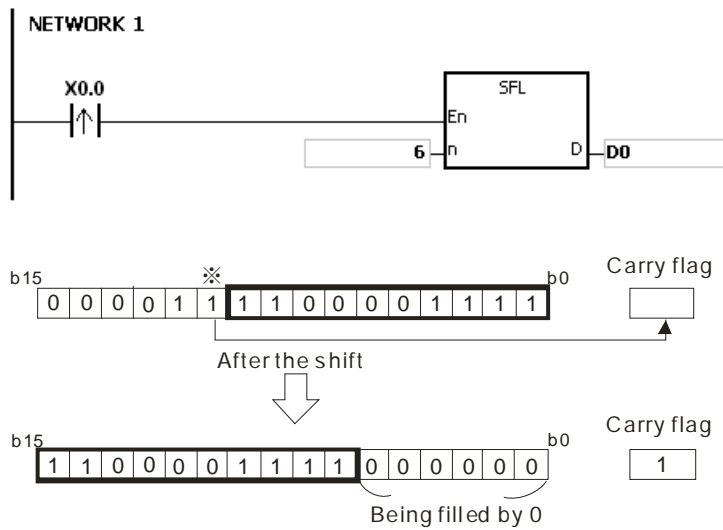 NETWORK 1
X0.0
SFL
En
6 n D D0
※
b15 b0 Carry flag
0 0 0 0 1 1 1 1 0 0 0 0 1 1 1 1
After the shift
b15 b0 Carry flag
1 1 0 0 0 0 1 1 1 1 0 0 0 0 0 0 1
Being filled by 0